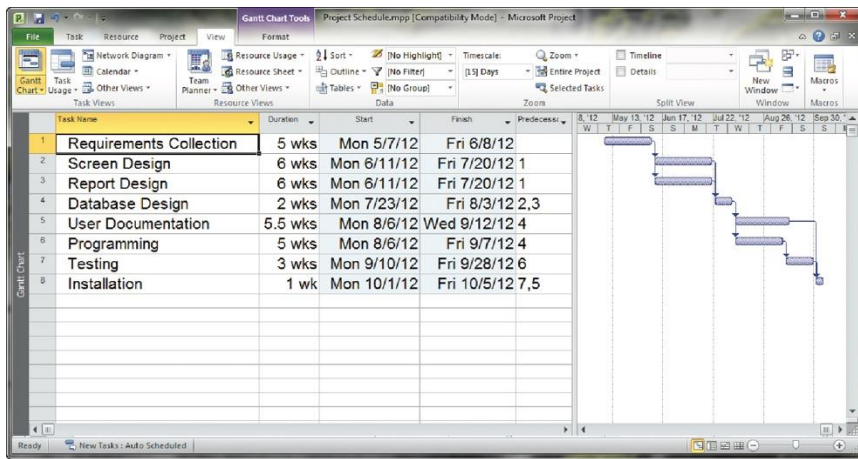 Gantt Chart Tools Project Schedule.mpp [Compatibility Mode] - Microsoft Project
File Task Resource Project View Format
Gantt Chart
Task Usage
Network Diagram
Calendar
Other Views
Task Views
Team Planner
Resource Usage
Resource Sheet
Other Views
Resource Views
Sort
Outline
Tables
[No Highlight]
[No Filter]
[No Group]
Data
Timescale:
[15] Days
Zoom
Entire Project
Selected Tasks
Zoom
Timeline
Details
Split View
New Window
Window
Macros
Macros
Task Name Duration Start Finish Predecess
8, '12 May 13, '12 Jun 17, '12 Jul 22, '12 Aug 26, '12 Sep 30, '
W T F S S M T W T F S S
1 Requirements Collection 5 wks Mon 5/7/12 Fri 6/8/12
2 Screen Design 6 wks Mon 6/11/12 Fri 7/20/12 1
3 Report Design 6 wks Mon 6/11/12 Fri 7/20/12 1
4 Database Design 2 wks Mon 7/23/12 Fri 8/3/12 2,3
5 User Documentation 5.5 wks Mon 8/6/12 Wed 9/12/12 4
6 Programming 5 wks Mon 8/6/12 Fri 9/7/12 4
7 Testing 3 wks Mon 9/10/12 Fri 9/28/12 6
8 Installation 1 wk Mon 10/1/12 Fri 10/5/12 7,5
Gantt Chart
Ready New Tasks : Auto Scheduled